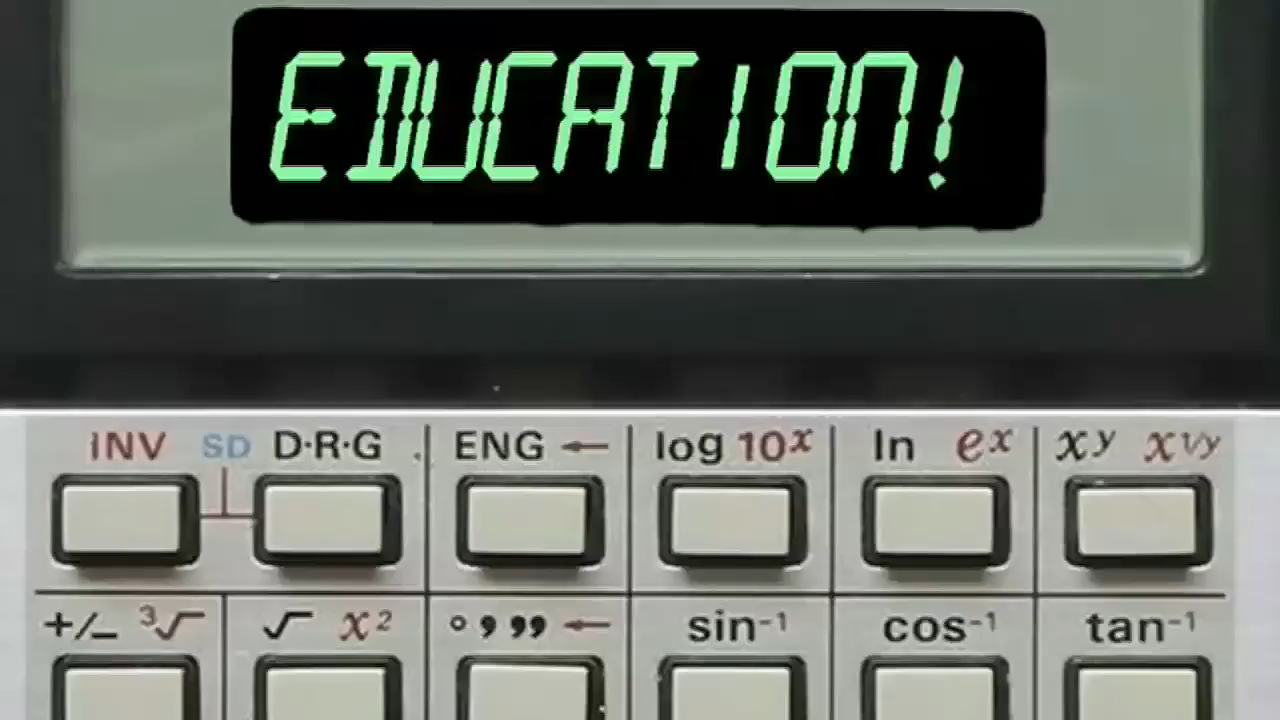 EDUCATION!
INV SD D·R·G ENG ← log 10ˣ ln eˣ xʸ x¹/ʸ
+/− ³√ √ x² ° ' '' ← sin⁻¹ cos⁻¹ tan⁻¹